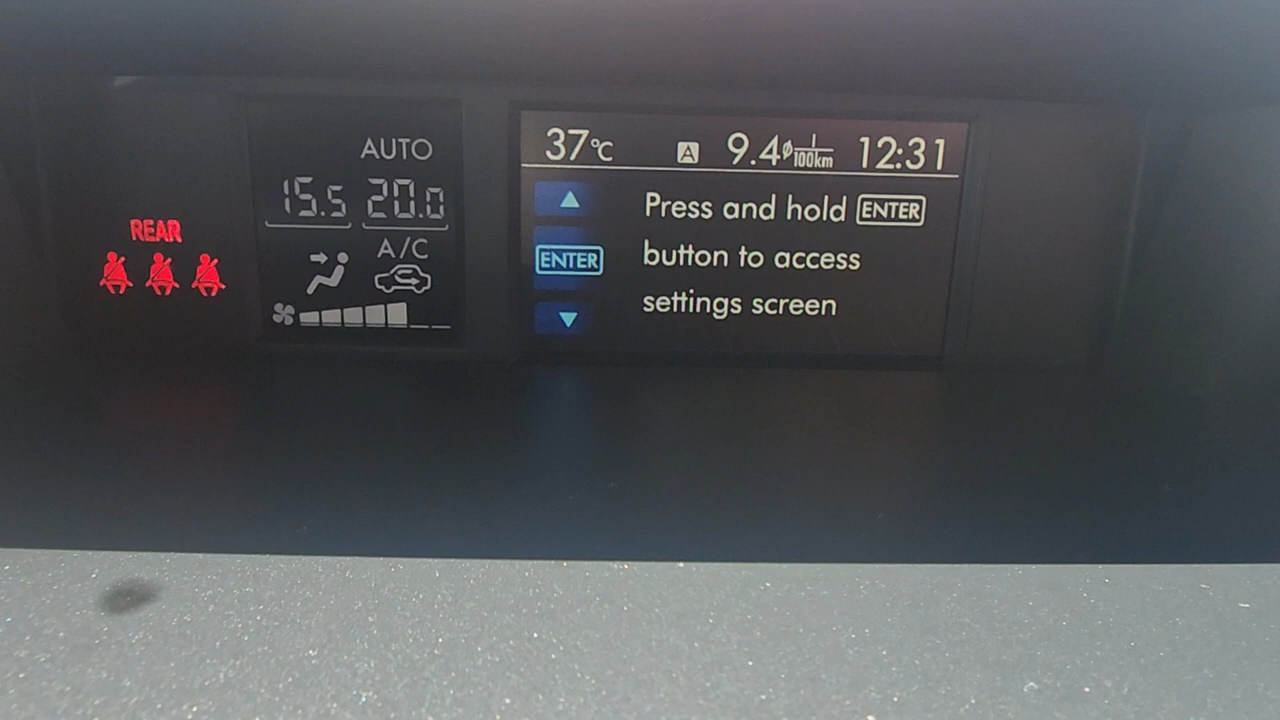 REAR
AUTO
15.5 20.0
A/C
37°C A 9.4 ø l/100km 12:31
Press and hold ENTER
button to access
settings screen
ENTER